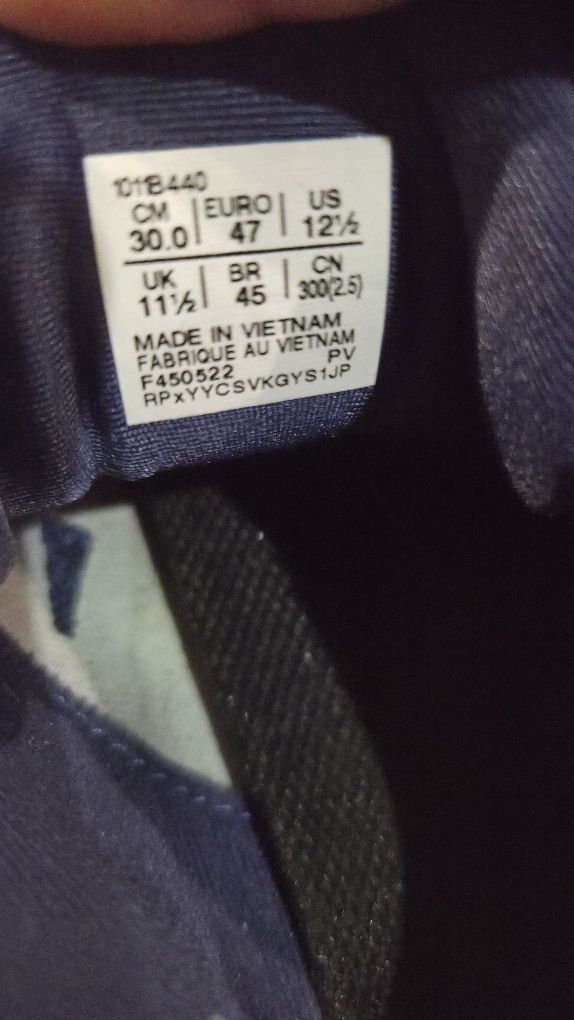 1011B440
CM | EURO | US
30.0 | 47 | 12½
UK | BR | CN
11½ | 45 | 300(2.5)
MADE IN VIETNAM
FABRIQUE AU VIETNAM
F450522 PV
RPxYYCSVKGYS1JP